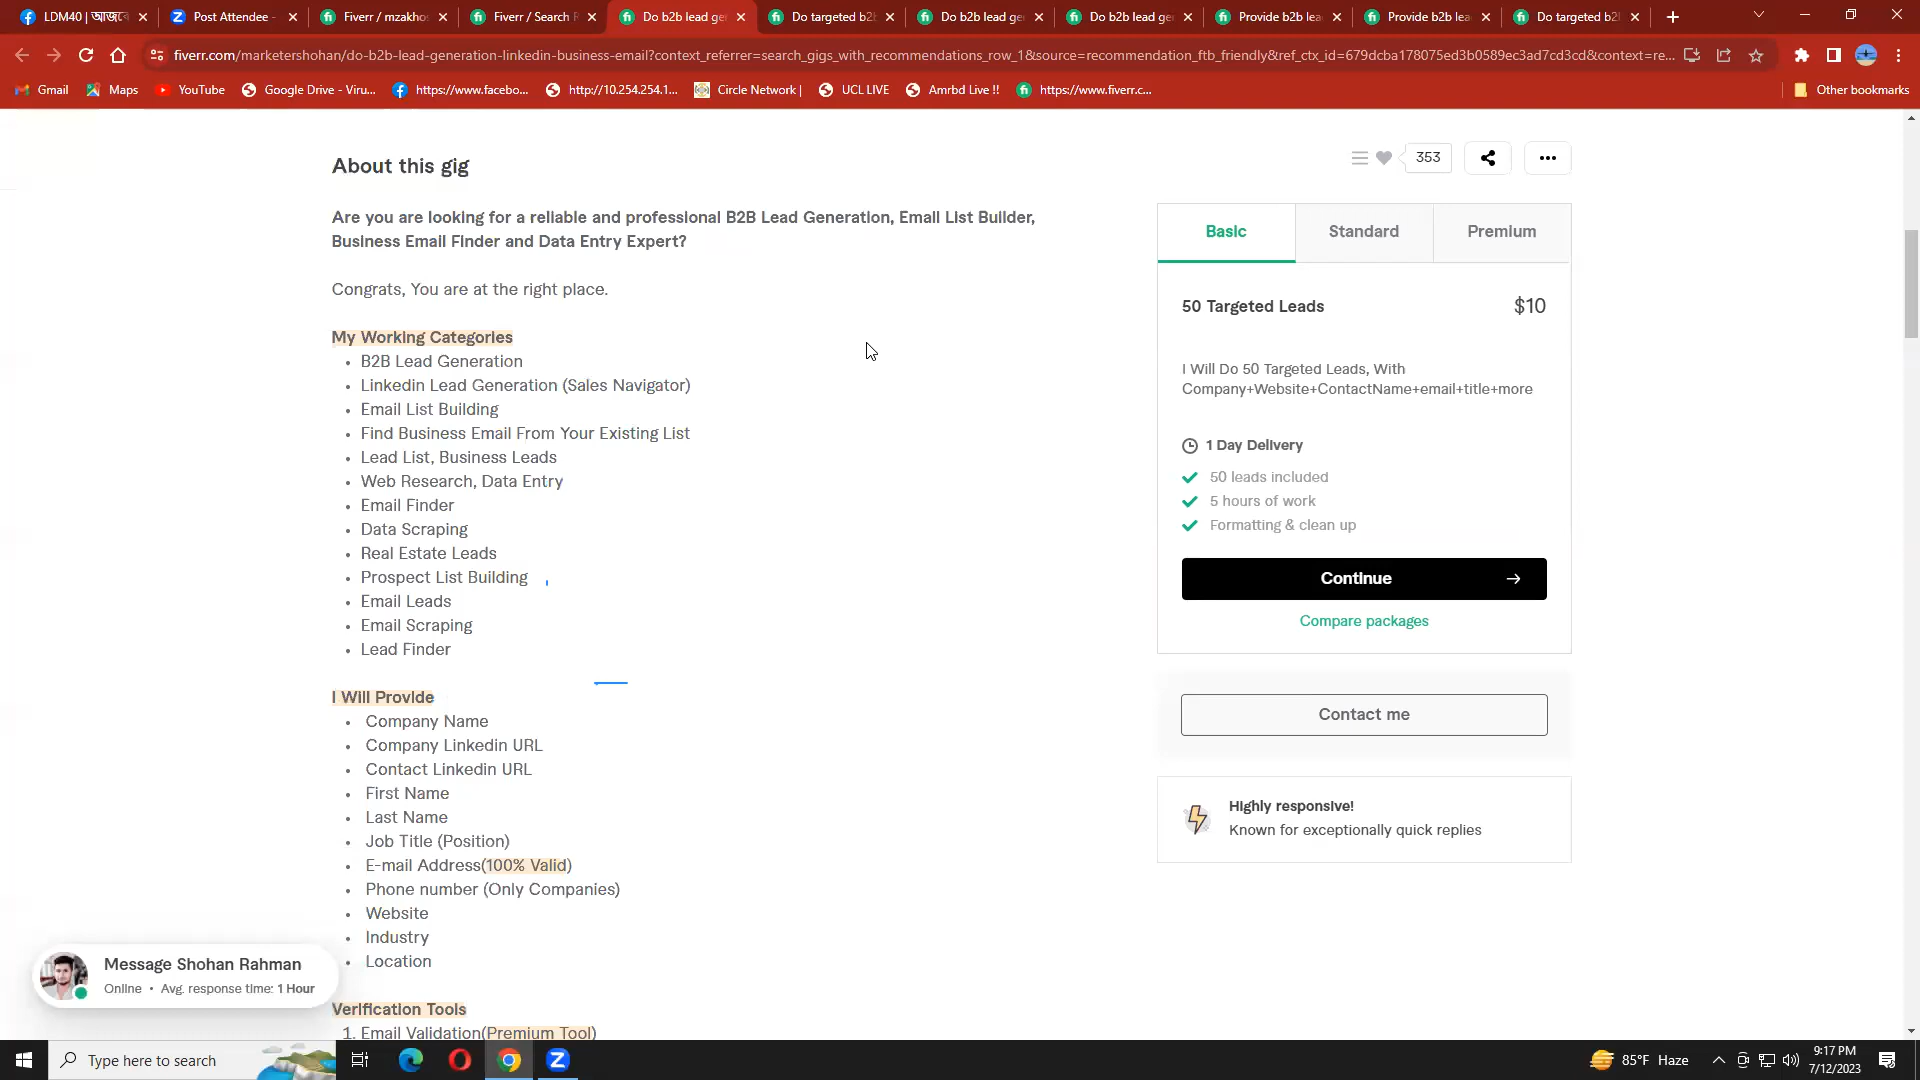 LDM40 | আজকে
Post Attendee -
Fiverr / mzakhos
Fiverr / Search R
Do b2b lead ge
Do targeted b2b
Do b2b lead ge
Do b2b lead ge
Provide b2b lea
Provide b2b lea
Do targeted b2b
fiverr.com/marketershohan/do-b2b-lead-generation-linkedin-business-email?context_referrer=search_gigs_with_recommendations_row_1&source=recommendation_ftb_friendly&ref_ctx_id=679dcba178075ed3b0589ec3ad7cd3cd&context=re...
Gmail
Maps
YouTube
Google Drive - Viru...
https://www.facebo...
http://10.254.254.1...
Circle Network |
UCL LIVE
Amrbd Live !!
https://www.fiverr.c...
Other bookmarks
About this gig
353
Are you are looking for a reliable and professional B2B Lead Generation, Email List Builder,
Business Email Finder and Data Entry Expert?
Congrats, You are at the right place.
My Working Categories
• B2B Lead Generation
• Linkedin Lead Generation (Sales Navigator)
• Email List Building
• Find Business Email From Your Existing List
• Lead List, Business Leads
• Web Research, Data Entry
• Email Finder
• Data Scraping
• Real Estate Leads
• Prospect List Building
• Email Leads
• Email Scraping
• Lead Finder
I Will Provide
• Company Name
• Company Linkedin URL
• Contact Linkedin URL
• First Name
• Last Name
• Job Title (Position)
• E-mail Address(100% Valid)
• Phone number (Only Companies)
• Website
• Industry
• Location
Verification Tools
1. Email Validation(Premium Tool)
Basic
Standard
Premium
50 Targeted Leads
$10
I Will Do 50 Targeted Leads, With
Company+Website+ContactName+email+title+more
1 Day Delivery
50 leads included
5 hours of work
Formatting & clean up
Continue
Compare packages
Contact me
Highly responsive!
Known for exceptionally quick replies
Message Shohan Rahman
Online • Avg. response time: 1 Hour
Type here to search
85°F Haze
9:17 PM
7/12/2023